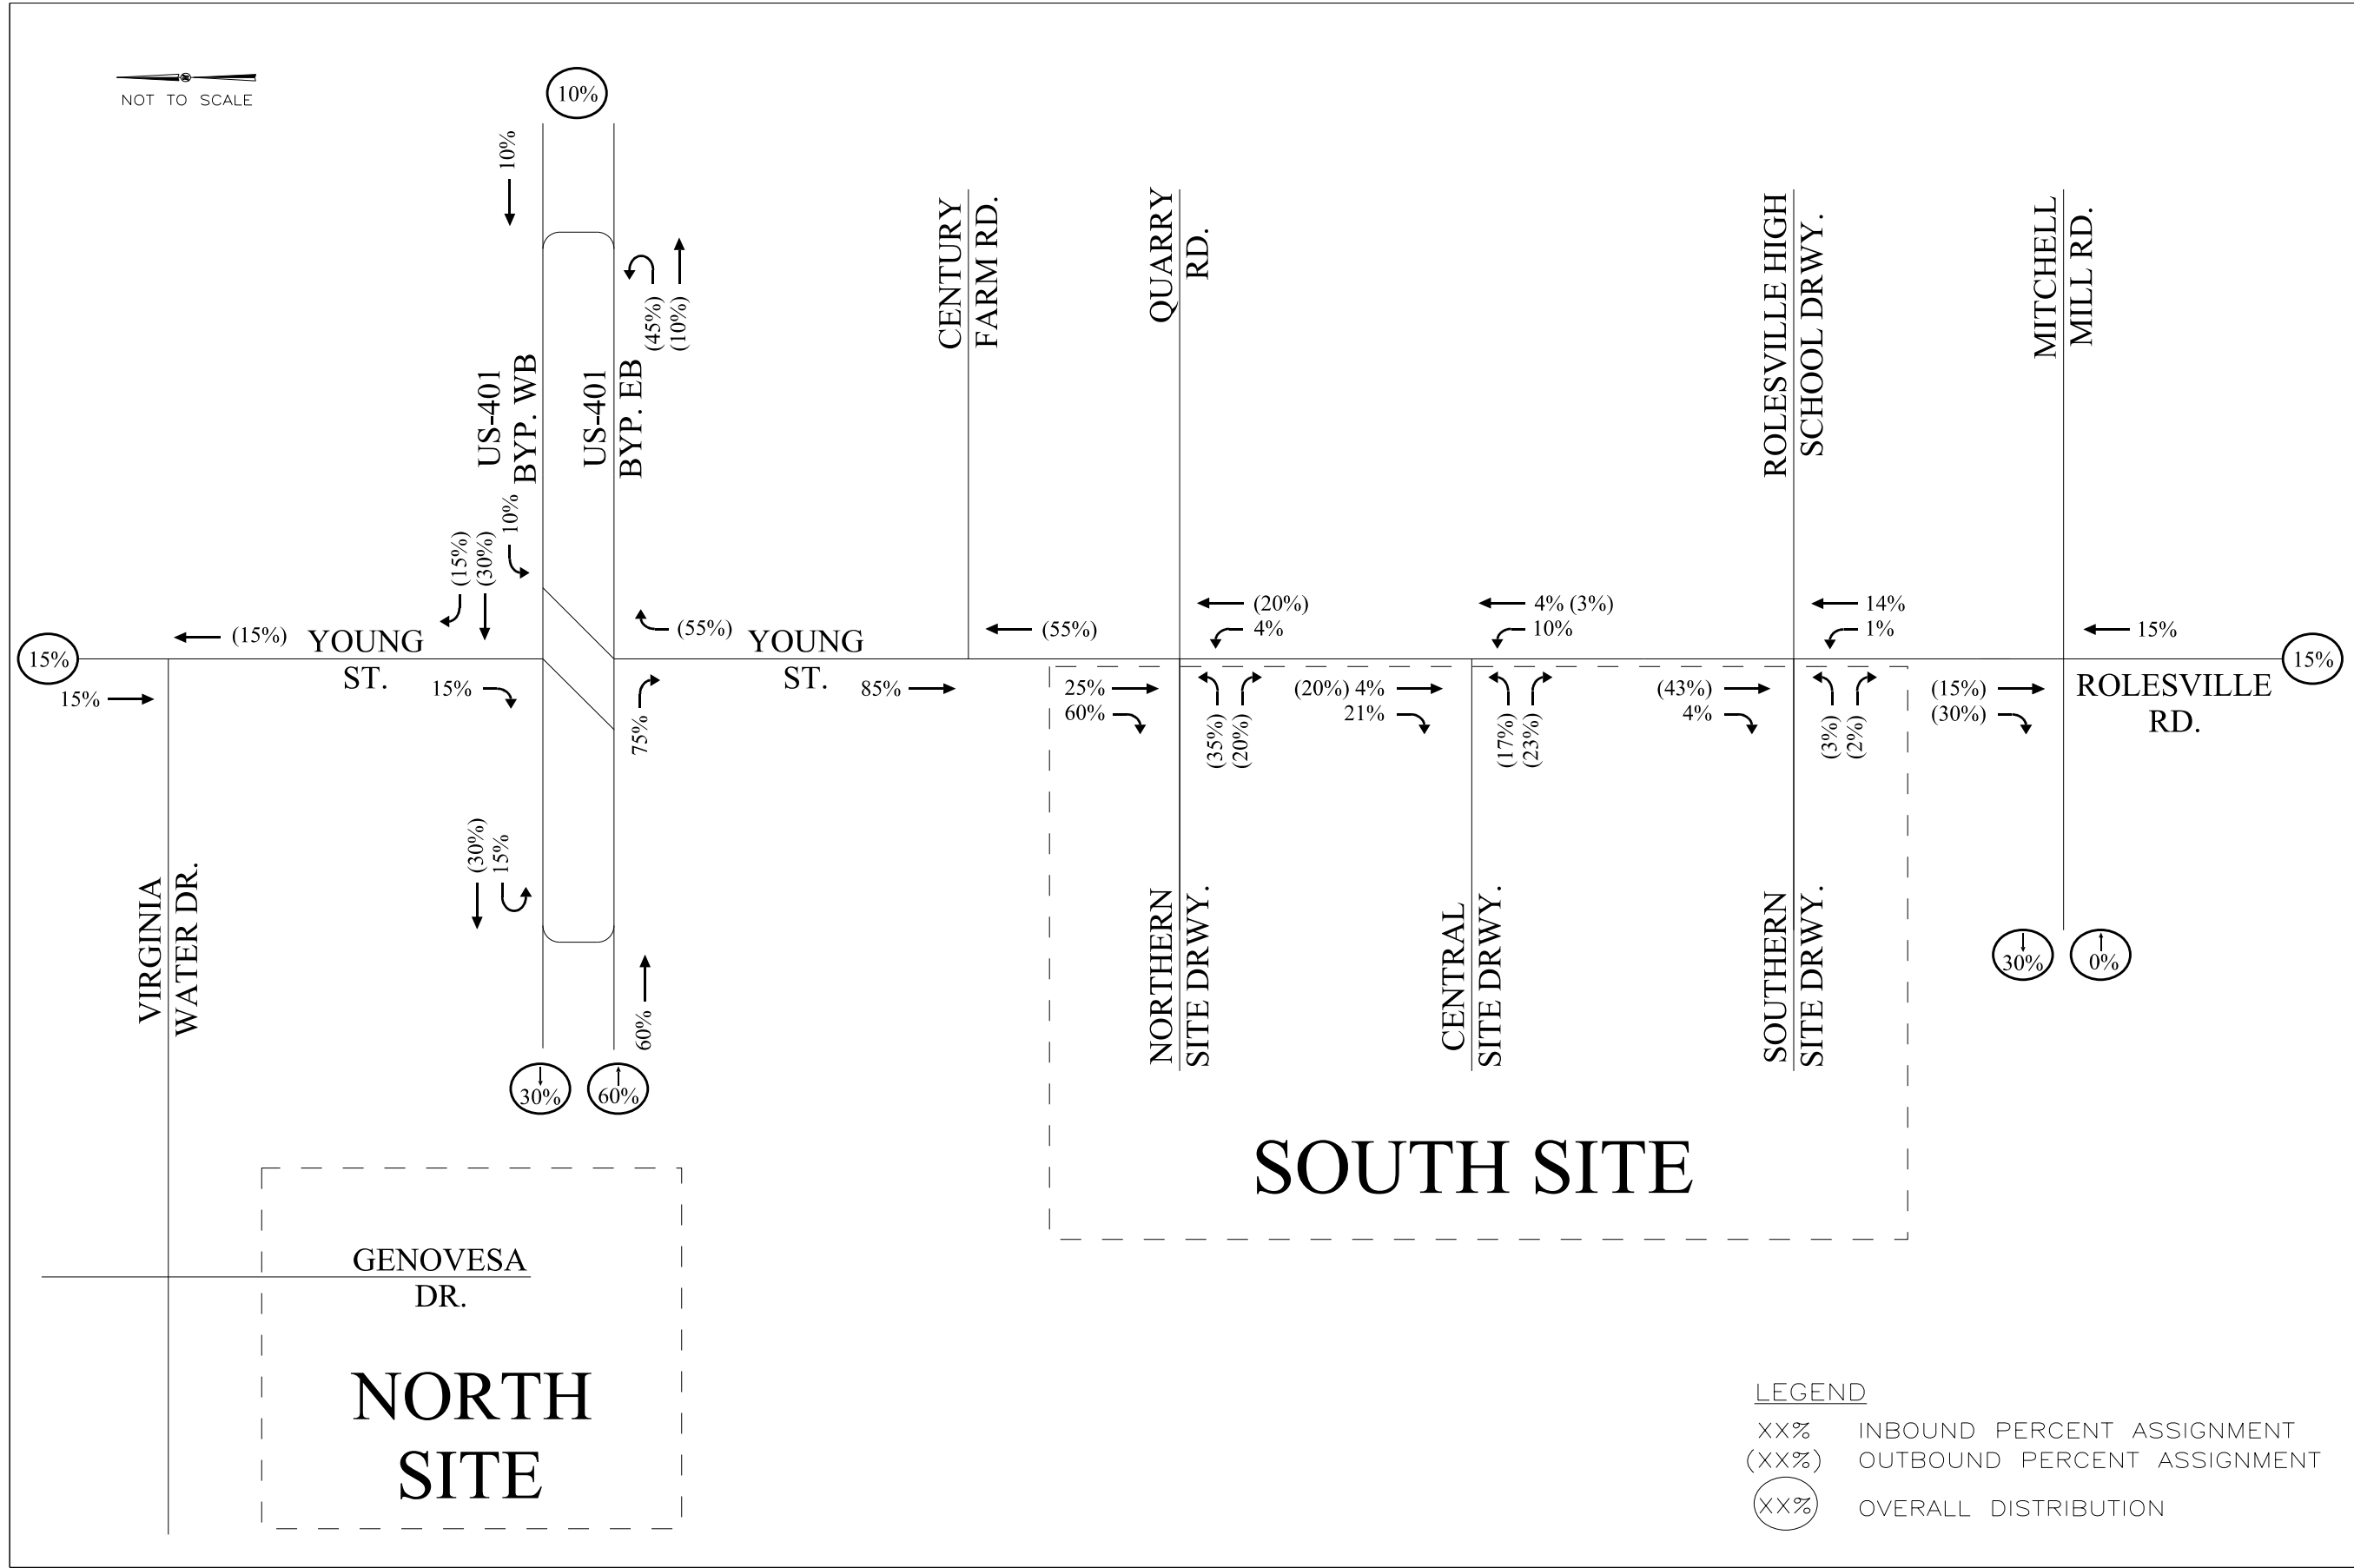 NOT TO SCALE
10%
10%
(45%)
(10%)
US-401
BYP. WB
US-401
BYP. EB
CENTURY
FARM RD.
QUARRY
RD.
ROLESVILLE HIGH
SCHOOL DRWY.
MITCHELL
MILL RD.
(15%)
(30%)
10%
15%
(15%)
YOUNG
ST.
15%
15%
(55%)
75%
YOUNG
ST.
85%
(55%)
(20%)
4%
25%
60%
(35%)
(20%)
4% (3%)
10%
(20%) 4%
21%
(17%)
(23%)
14%
1%
(43%)
4%
(3%)
(2%)
15%
(15%)
(30%)
ROLESVILLE
RD.
15%
(30%)
15%
60%
30%
60%
VIRGINIA
WATER DR.
NORTHERN
SITE DRWY.
CENTRAL
SITE DRWY.
SOUTHERN
SITE DRWY.
30%
0%
SOUTH SITE
GENOVESA
DR.
NORTH
SITE
LEGEND
XX% INBOUND PERCENT ASSIGNMENT
(XX%) OUTBOUND PERCENT ASSIGNMENT
XX% OVERALL DISTRIBUTION